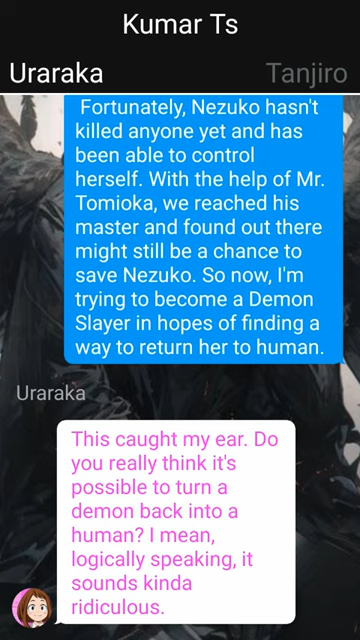 Kumar Ts
Uraraka
Tanjiro
Fortunately, Nezuko hasn't
killed anyone yet and has
been able to control
herself. With the help of Mr.
Tomioka, we reached his
master and found out there
might still be a chance to
save Nezuko. So now, I'm
trying to become a Demon
Slayer in hopes of finding a
way to return her to human.
Uraraka
This caught my ear. Do
you really think it's
possible to turn a
demon back into a
human? I mean,
logically speaking, it
sounds kinda
ridiculous.